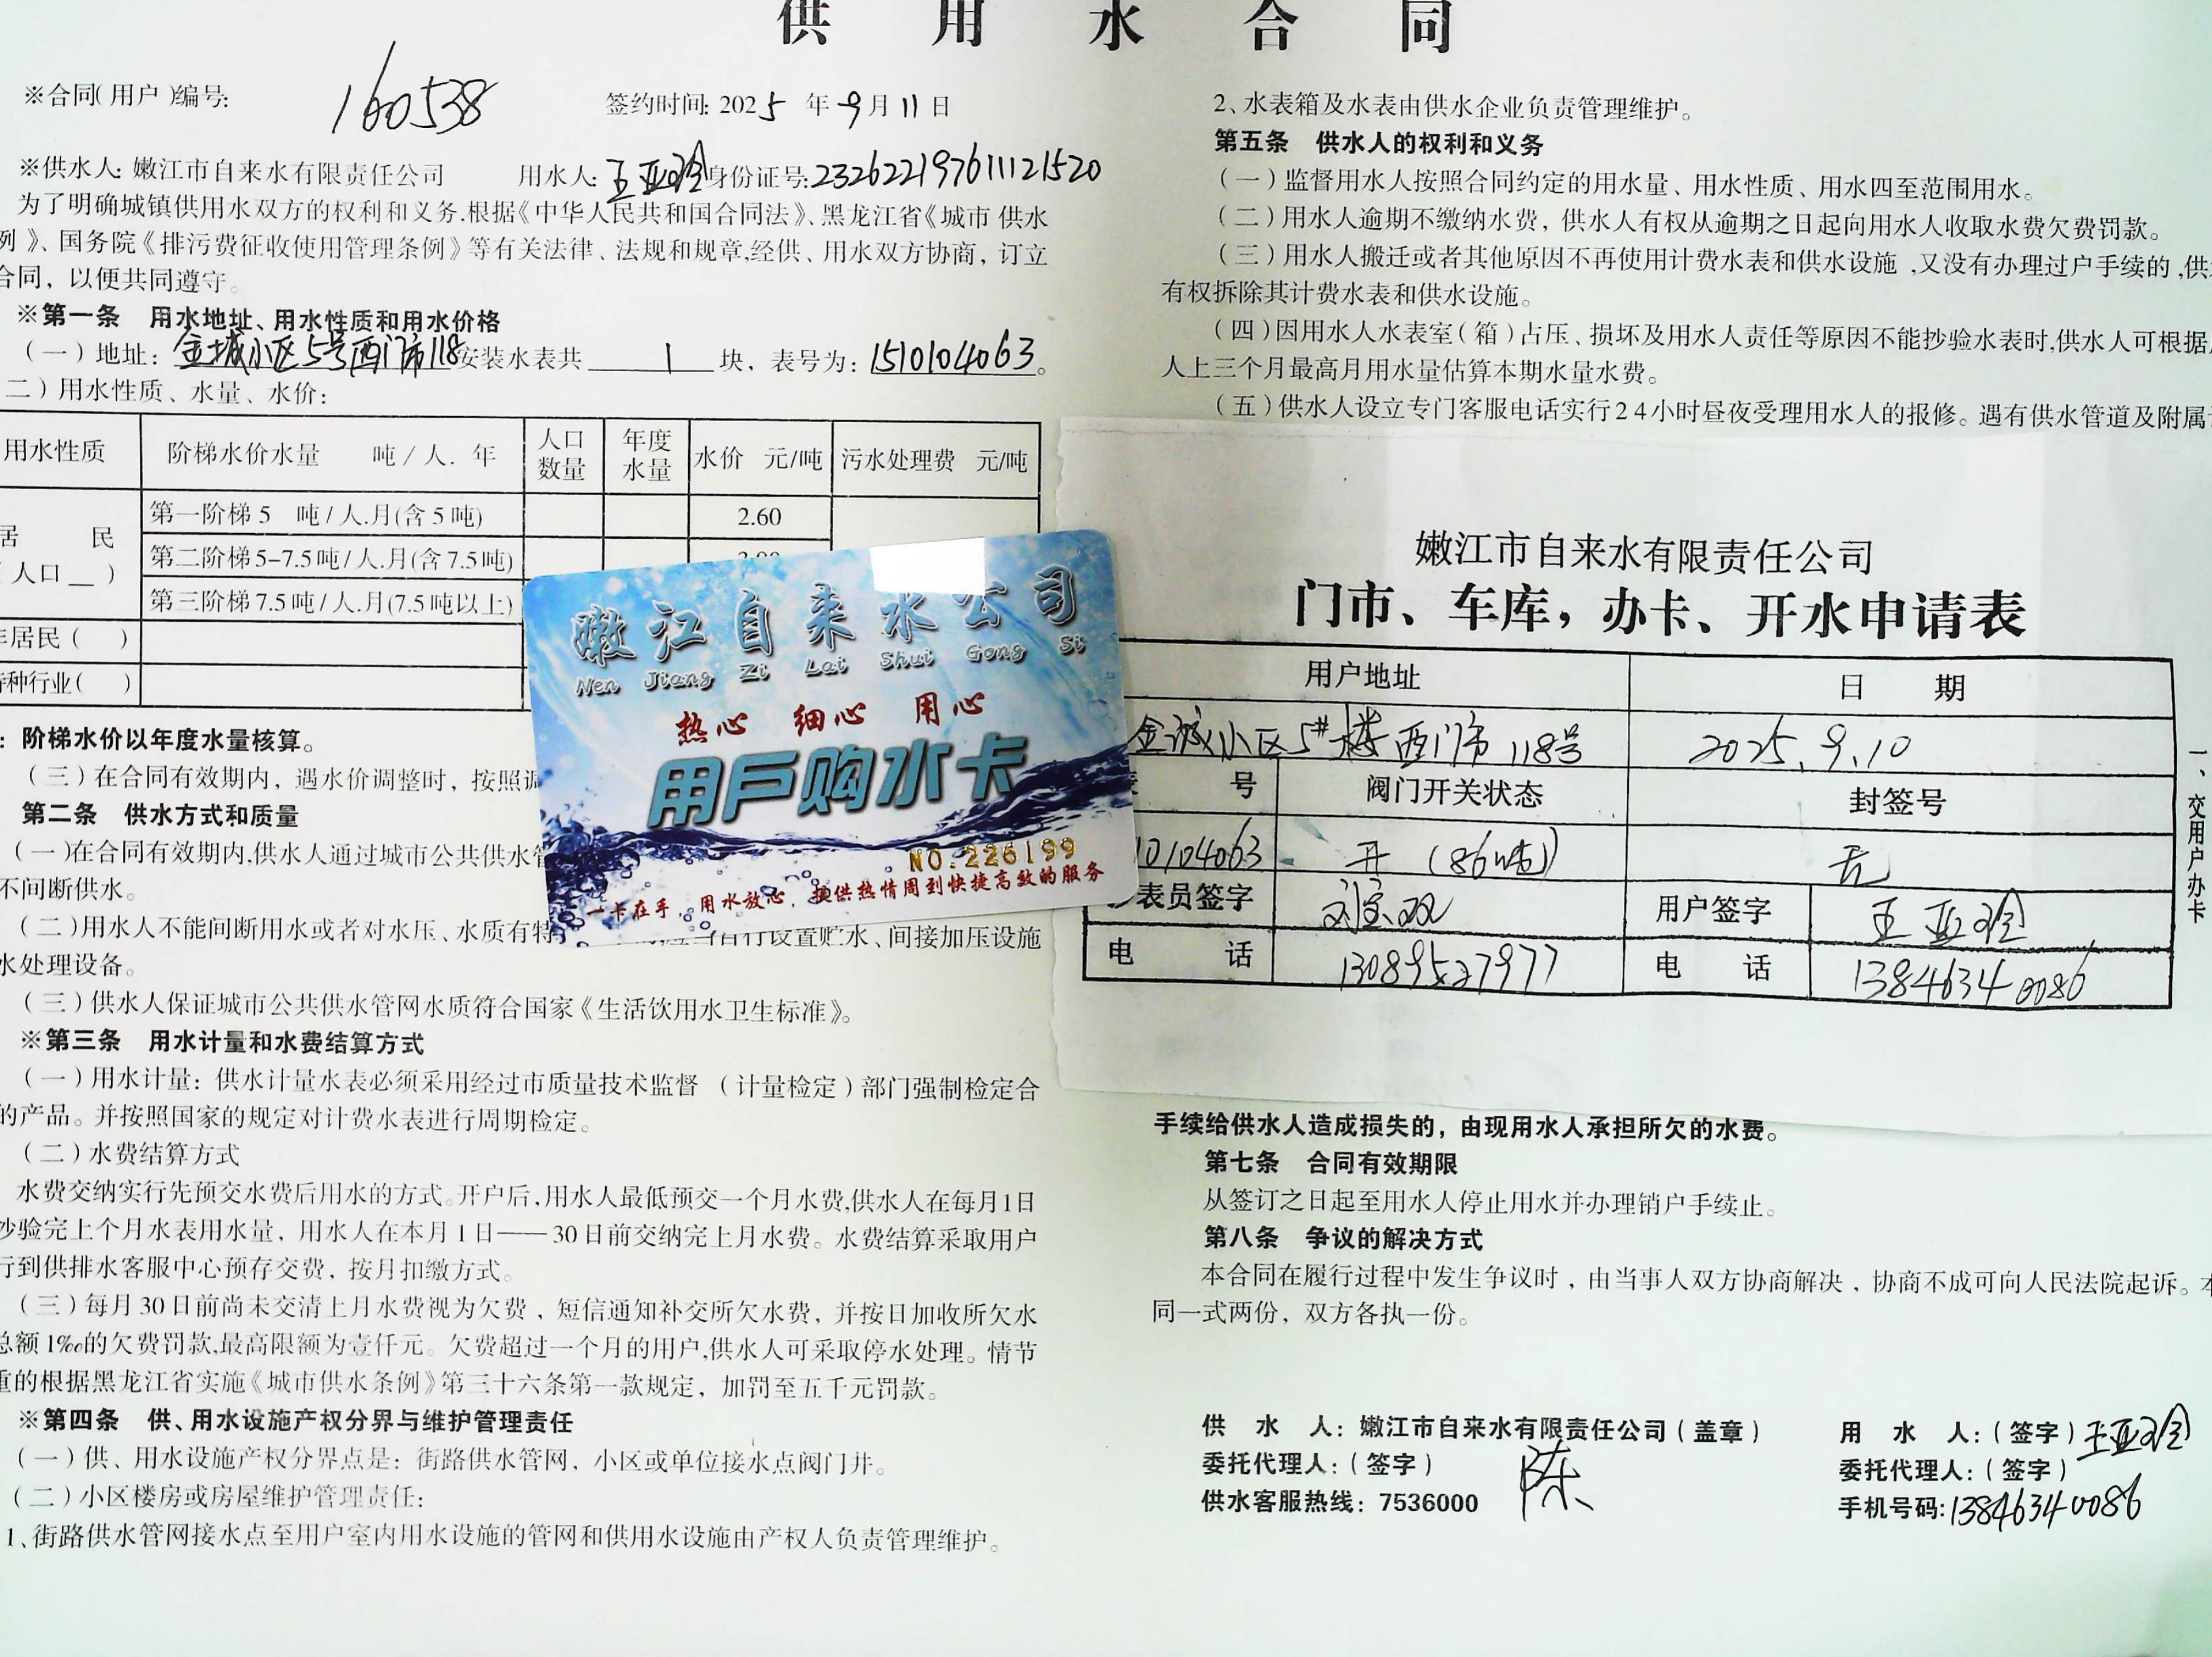 供用水合同
※合同(用户)编号: 160538 签约时间: 2025年9月11日
※供水人: 嫩江市自来水有限责任公司 用水人: 王亚玲 身份证号: 232622197611121520
为了明确城镇供用水双方的权利和义务,根据《中华人民共和国合同法》、黑龙江省《城市 供水
例》、国务院《排污费征收使用管理条例》等有关法律、法规和规章,经供、用水双方协商，订立
合同，以便共同遵守。
※第一条 用水地址、用水性质和用水价格
（一）地址: 金城小区5号西门市118 安装水表共 1 块，表号为: 1510104063。
二）用水性质、水量、水价:
用水性质 阶梯水价水量 吨/人.年 人口数量 年度水量 水价 元/吨 污水处理费 元/吨
居 民
人口__）
第一阶梯 5 吨/人.月(含 5 吨) 2.60
第二阶梯 5-7.5 吨/人.月(含 7.5 吨)
第三阶梯 7.5 吨/人.月(7.5 吨以上)
非居民（ ）
特种行业（ ）
: 阶梯水价以年度水量核算。
（三）在合同有效期内，遇水价调整时，按照调
第二条 供水方式和质量
（一）在合同有效期内,供水人通过城市公共供水管
不间断供水。
（二）用水人不能间断用水或者对水压、水质有特 自行设置贮水、间接加压设施
水处理设备。
（三）供水人保证城市公共供水管网水质符合国家《生活饮用水卫生标准》。
※第三条 用水计量和水费结算方式
（一）用水计量: 供水计量水表必须采用经过市质量技术监督（计量检定）部门强制检定合
的产品。并按照国家的规定对计费水表进行周期检定。
（二）水费结算方式
水费交纳实行先预交水费后用水的方式。开户后,用水人最低预交一个月水费,供水人在每月1日
抄验完上个月水表用水量，用水人在本月 1 日——30 日前交纳完上月水费。水费结算采取用户
行到供排水客服中心预存交费，按月扣缴方式。
（三）每月 30 日前尚未交清上月水费视为欠费，短信通知补交所欠水费，并按日加收所欠水
总额 1‰的欠费罚款,最高限额为壹仟元。欠费超过一个月的用户,供水人可采取停水处理。情节
重的根据黑龙江省实施《城市供水条例》第三十六条第一款规定，加罚至五千元罚款。
※第四条 供、用水设施产权分界与维护管理责任
（一）供、用水设施产权分界点是: 街路供水管网，小区或单位接水点阀门井。
（二）小区楼房或房屋维护管理责任:
1、街路供水管网接水点至用户室内用水设施的管网和供用水设施由产权人负责管理维护。
2、水表箱及水表由供水企业负责管理维护。
第五条 供水人的权利和义务
（一）监督用水人按照合同约定的用水量、用水性质、用水四至范围用水。
（二）用水人逾期不缴纳水费，供水人有权从逾期之日起向用水人收取水费欠费罚款。
（三）用水人搬迁或者其他原因不再使用计费水表和供水设施,又没有办理过户手续的,供
有权拆除其计费水表和供水设施。
（四）因用水人水表室（箱）占压、损坏及用水人责任等原因不能抄验水表时,供水人可根据
人上三个月最高月用水量估算本期水量水费。
（五）供水人设立专门客服电话实行24小时昼夜受理用水人的报修。遇有供水管道及附属
嫩江市自来水有限责任公司
门市、车库，办卡、开水申请表
用户地址 日 期
金诚小区5#楼西门市118号 2025.9.10
号 阀门开关状态 封签号
10104063 开（86吨） 无
表员签字 刘宝双 用户签字 王亚玲
电 话 13089527977 电 话 13846340086
一、交用户办卡
嫩江自来水公司
Nen Jiang Zi Lai Shui Gong Si
热心 细心 用心
用户购水卡
NO.226199
一卡在手，用水放心，提供热情周到快捷高效的服务
手续给供水人造成损失的，由现用水人承担所欠的水费。
第七条 合同有效期限
从签订之日起至用水人停止用水并办理销户手续止。
第八条 争议的解决方式
本合同在履行过程中发生争议时，由当事人双方协商解决，协商不成可向人民法院起诉。本
同一式两份，双方各执一份。
供 水 人: 嫩江市自来水有限责任公司（盖章） 用 水 人:（签字）王亚玲
委托代理人:（签字）陈 委托代理人:（签字）
供水客服热线: 7536000 手机号码: 13846340086